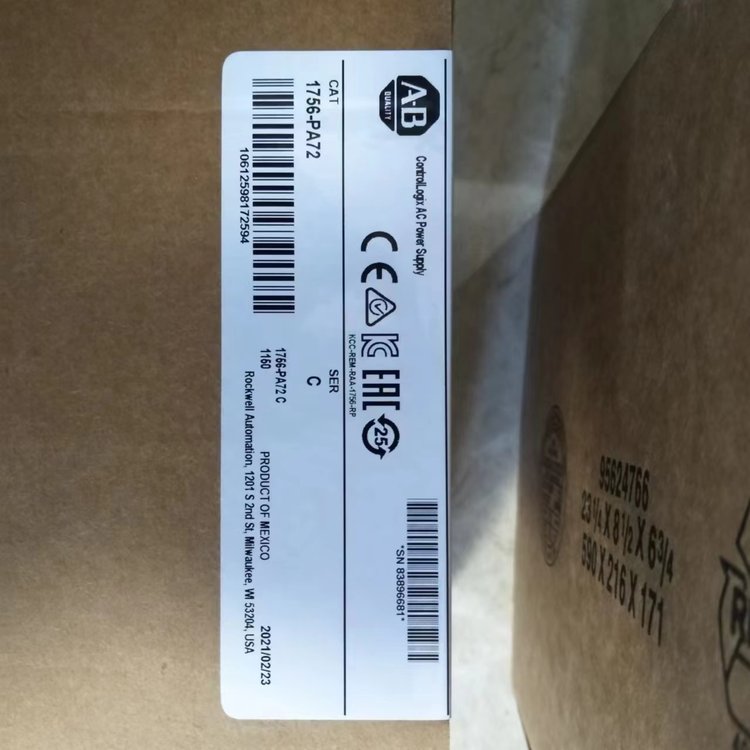 A-B
QUALITY
ControlLogix AC Power Supply
CE
EAC
25
KCC-REM-RAA-1756-RP
*SN 83896681*
CAT
1756-PA72
SER
C
10612598172594
1756-PA72 C
1160
PRODUCT OF MEXICO
2021/02/23
Rockwell Automation, 1201 S 2nd St, Milwaukee, WI 53204, USA
95624766
23 1/4 X 8 1/2 X 6 3/4
590 X 216 X 171